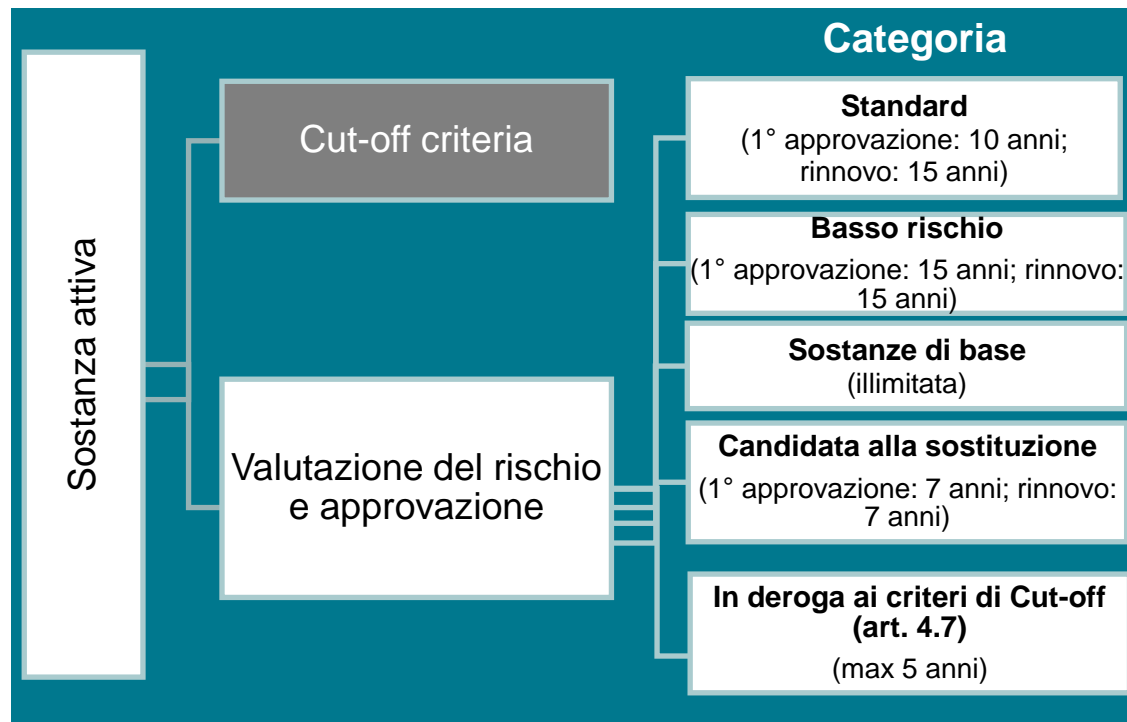 Categoria
Sostanza attiva
Cut-off criteria
Valutazione del rischio
e approvazione
Standard
(1° approvazione: 10 anni;
rinnovo: 15 anni)
Basso rischio
(1° approvazione: 15 anni; rinnovo:
15 anni)
Sostanze di base
(illimitata)
Candidata alla sostituzione
(1° approvazione: 7 anni; rinnovo:
7 anni)
In deroga ai criteri di Cut-off
(art. 4.7)
(max 5 anni)